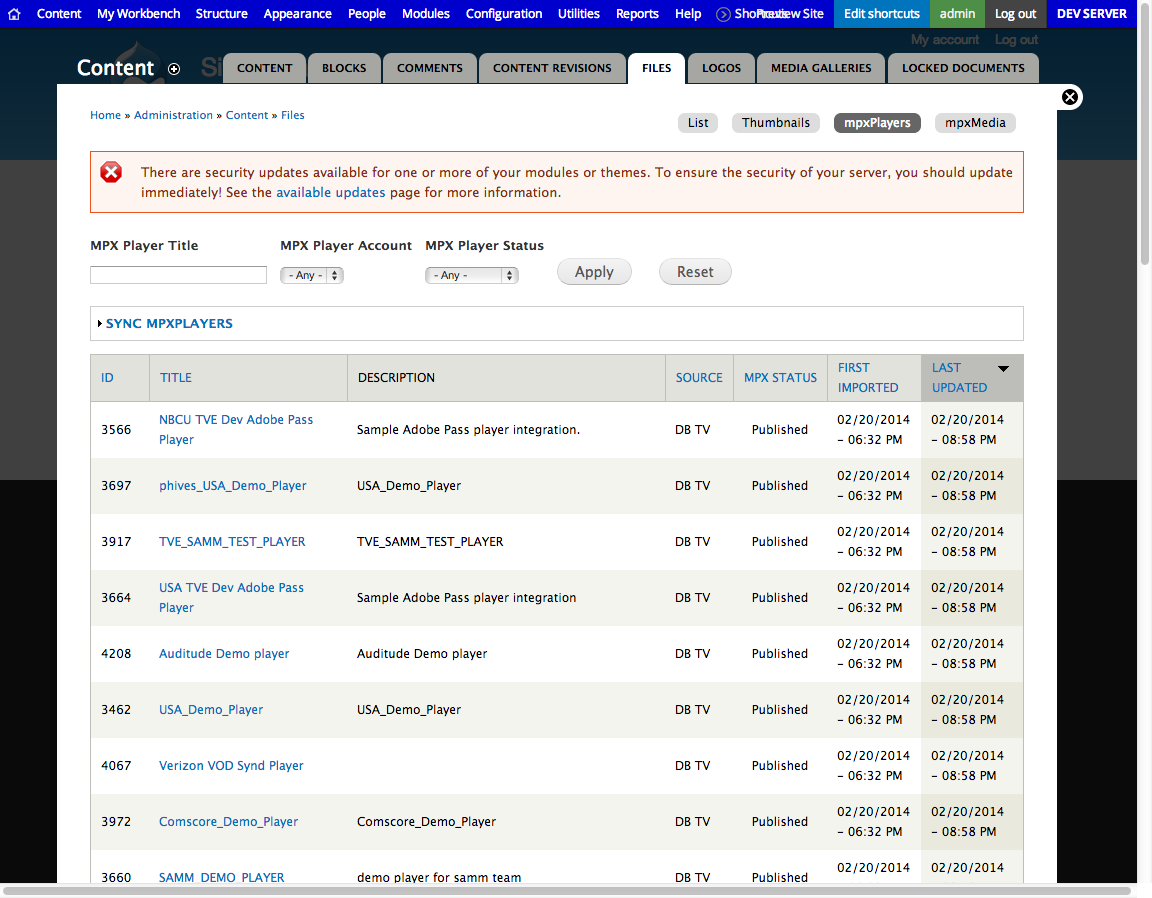 Content My Workbench Structure Appearance People Modules Configuration Utilities Reports Help Shortcuts Preview Site Edit shortcuts admin Log out DEV SERVER
My account Log out
Content Si CONTENT BLOCKS COMMENTS CONTENT REVISIONS FILES LOGOS MEDIA GALLERIES LOCKED DOCUMENTS
Home » Administration » Content » Files
List Thumbnails mpxPlayers mpxMedia
There are security updates available for one or more of your modules or themes. To ensure the security of your server, you should update
immediately! See the available updates page for more information.
MPX Player Title MPX Player Account MPX Player Status
- Any - - Any - Apply Reset
SYNC MPXPLAYERS
ID TITLE DESCRIPTION SOURCE MPX STATUS FIRST IMPORTED LAST UPDATED
3566 NBCU TVE Dev Adobe Pass Player Sample Adobe Pass player integration. DB TV Published 02/20/2014 - 06:32 PM 02/20/2014 - 08:58 PM
3697 phives_USA_Demo_Player USA_Demo_Player DB TV Published 02/20/2014 - 06:32 PM 02/20/2014 - 08:58 PM
3917 TVE_SAMM_TEST_PLAYER TVE_SAMM_TEST_PLAYER DB TV Published 02/20/2014 - 06:32 PM 02/20/2014 - 08:58 PM
3664 USA TVE Dev Adobe Pass Player Sample Adobe Pass player integration DB TV Published 02/20/2014 - 06:32 PM 02/20/2014 - 08:58 PM
4208 Auditude Demo player Auditude Demo player DB TV Published 02/20/2014 - 06:32 PM 02/20/2014 - 08:58 PM
3462 USA_Demo_Player USA_Demo_Player DB TV Published 02/20/2014 - 06:32 PM 02/20/2014 - 08:58 PM
4067 Verizon VOD Synd Player DB TV Published 02/20/2014 - 06:32 PM 02/20/2014 - 08:58 PM
3972 Comscore_Demo_Player Comscore_Demo_Player DB TV Published 02/20/2014 - 06:32 PM 02/20/2014 - 08:58 PM
3660 SAMM_DEMO_PLAYER demo player for samm team DB TV Published 02/20/2014 02/20/2014